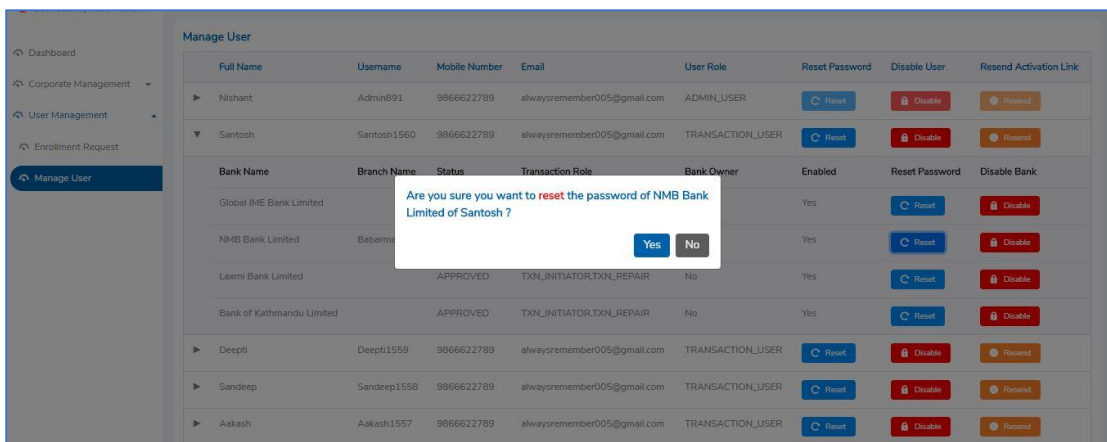 Manage User
Dashboard
Full Name Username Mobile Number Email User Role Reset Password Disable User Resend Activation Link
Corporate Management
Nishant Admin891 9866622789 alwaysremember005@gmail.com ADMIN_USER Reset Disable Resend
User Management
Santosh Santosh1560 9866622789 alwaysremember005@gmail.com TRANSACTION_USER Reset Disable Resend
Enrollment Request
Manage User
Bank Name Branch Name Status Transaction Role Bank Owner Enabled Reset Password Disable Bank
Are you sure you want to reset the password of NMB Bank
Limited of Santosh ?
Yes No
Global IME Bank Limited Yes Reset Disable
NMB Bank Limited Yes Reset Disable
Laxmi Bank Limited APPROVED TXN_INITIATOR,TXN_REPAIR No Yes Reset Disable
Bank of Kathmandu Limited APPROVED TXN_INITIATOR,TXN_REPAIR No Yes Reset Disable
Deepti Deepti1559 9866622789 alwaysremember005@gmail.com TRANSACTION_USER Reset Disable Resend
Sandeep Sandeep1558 9866622789 alwaysremember005@gmail.com TRANSACTION_USER Reset Disable Resend
Aakash Aakash1557 9866622789 alwaysremember005@gmail.com TRANSACTION_USER Reset Disable Resend